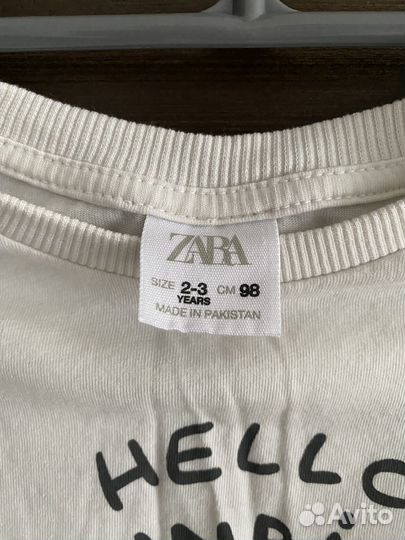 ZARA
SIZE 2-3 CM 98
YEARS
MADE IN PAKISTAN
HELLO
Avito